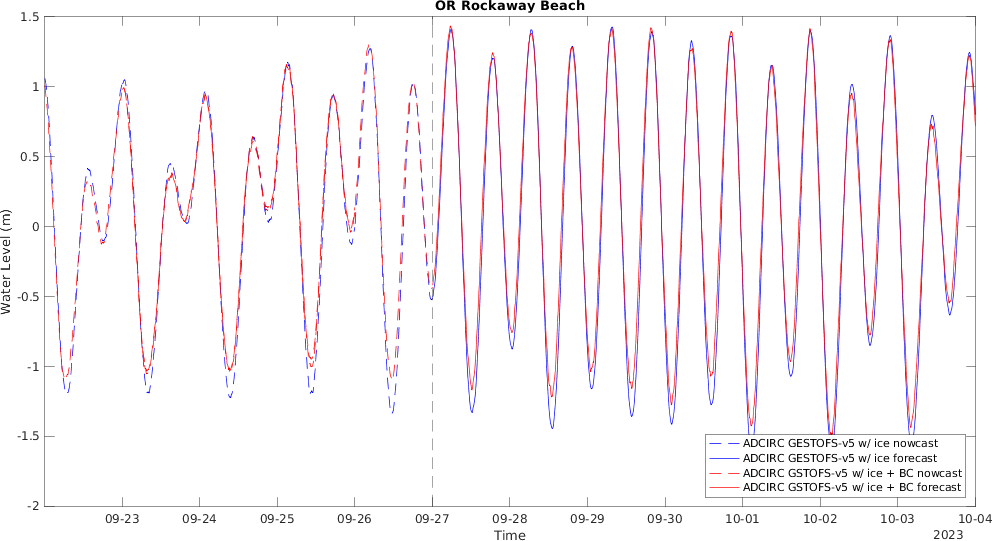 OR Rockaway Beach
1.5
1
0.5
0
-0.5
-1
-1.5
-2
Water Level (m)
ADCIRC GESTOFS-v5 w/ ice nowcast
ADCIRC GESTOFS-v5 w/ ice forecast
ADCIRC GSTOFS-v5 w/ ice + BC nowcast
ADCIRC GSTOFS-v5 w/ ice + BC forecast
09-23 09-24 09-25 09-26 09-27 09-28 09-29 09-30 10-01 10-02 10-03 10-04
Time
2023